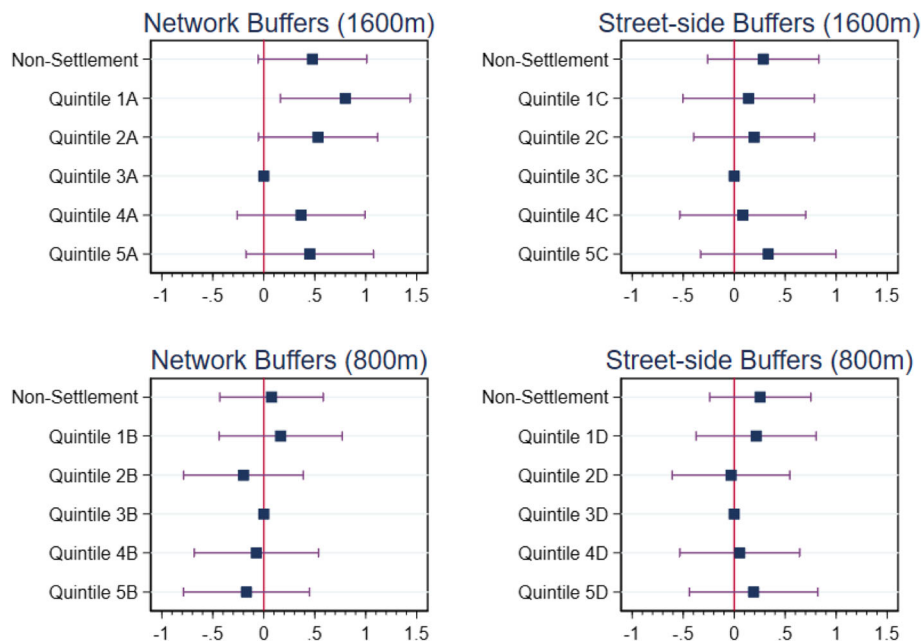 Network Buffers (1600m)
Non-Settlement
Quintile 1A
Quintile 2A
Quintile 3A
Quintile 4A
Quintile 5A
-1 -.5 0 .5 1 1.5
Street-side Buffers (1600m)
Non-Settlement
Quintile 1C
Quintile 2C
Quintile 3C
Quintile 4C
Quintile 5C
-1 -.5 0 .5 1 1.5
Network Buffers (800m)
Non-Settlement
Quintile 1B
Quintile 2B
Quintile 3B
Quintile 4B
Quintile 5B
-1 -.5 0 .5 1 1.5
Street-side Buffers (800m)
Non-Settlement
Quintile 1D
Quintile 2D
Quintile 3D
Quintile 4D
Quintile 5D
-1 -.5 0 .5 1 1.5